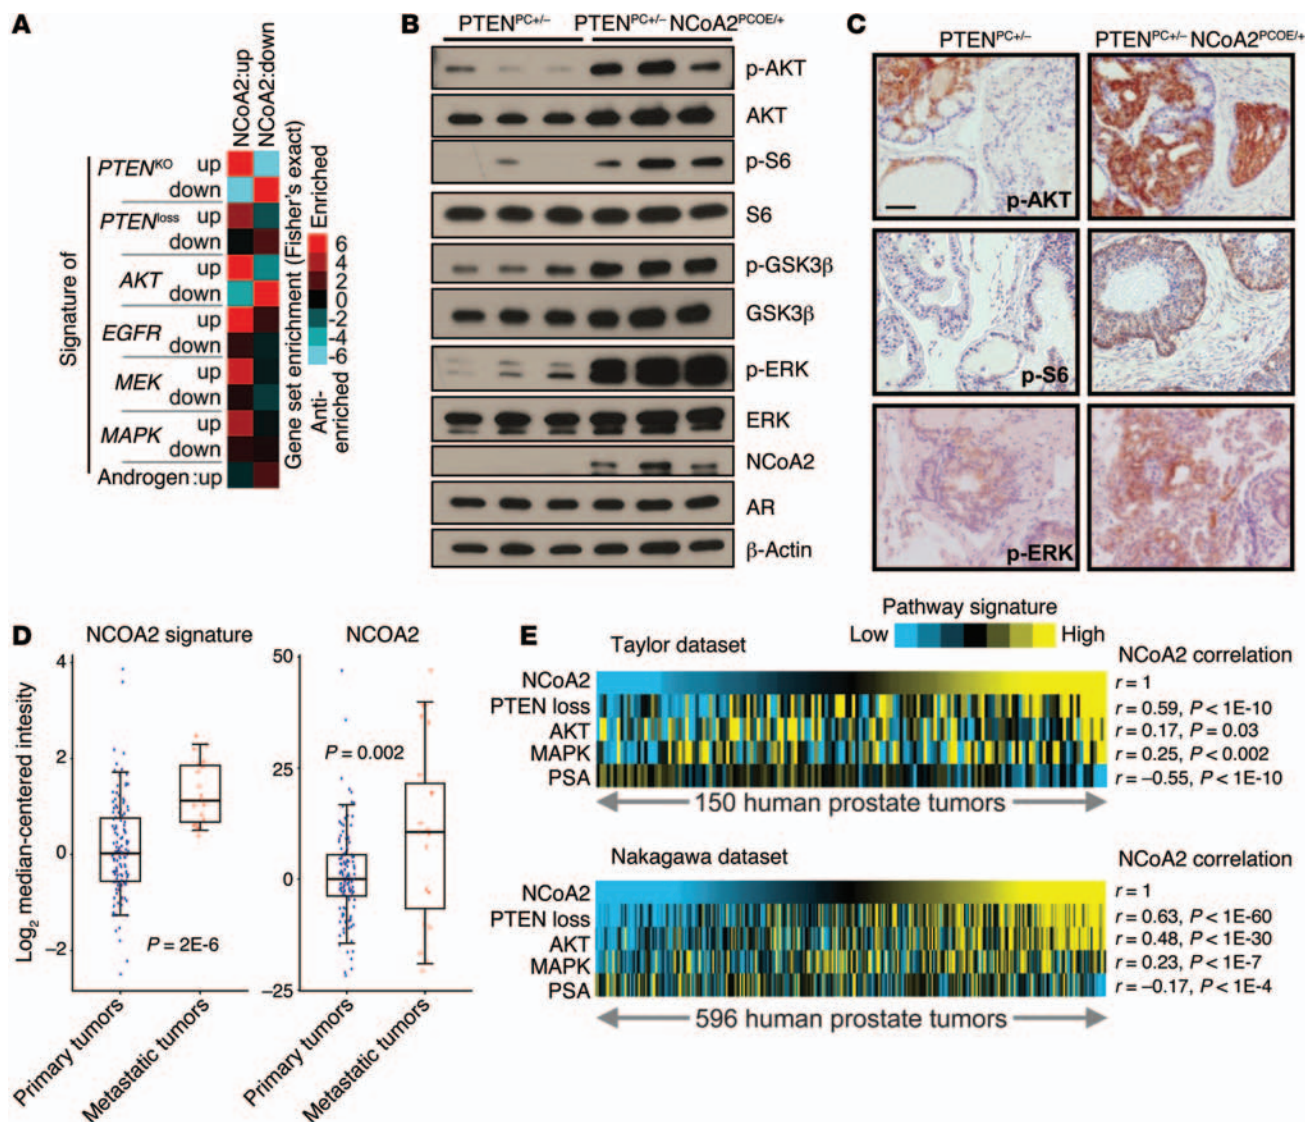 A
NCoA2:up
NCoA2:down
Signature of
PTENKO up
down
PTENloss up
down
AKT up
down
EGFR up
down
MEK up
down
MAPK up
down
Androgen:up
Gene set enrichment (Fisher's exact)
Enriched
Anti-
enriched
6
4
2
0
-2
-4
-6
B
PTENPC+/– PTENPC+/– NCoA2PCOE/+
p-AKT
AKT
p-S6
S6
p-GSK3β
GSK3β
p-ERK
ERK
NCoA2
AR
β-Actin
C
PTENPC+/– PTENPC+/– NCoA2PCOE/+
p-AKT
p-S6
p-ERK
D
NCOA2 signature
Log2 median-centered intesity
4
2
0
–2
P = 2E-6
Primary tumors
Metastatic tumors
NCOA2
50
25
0
–25
P = 0.002
Primary tumors
Metastatic tumors
E
Pathway signature
Low High
Taylor dataset
NCoA2 correlation
NCoA2 r = 1
PTEN loss r = 0.59, P < 1E-10
AKT r = 0.17, P = 0.03
MAPK r = 0.25, P < 0.002
PSA r = –0.55, P < 1E-10
150 human prostate tumors
Nakagawa dataset
NCoA2 correlation
NCoA2 r = 1
PTEN loss r = 0.63, P < 1E-60
AKT r = 0.48, P < 1E-30
MAPK r = 0.23, P < 1E-7
PSA r = –0.17, P < 1E-4
596 human prostate tumors